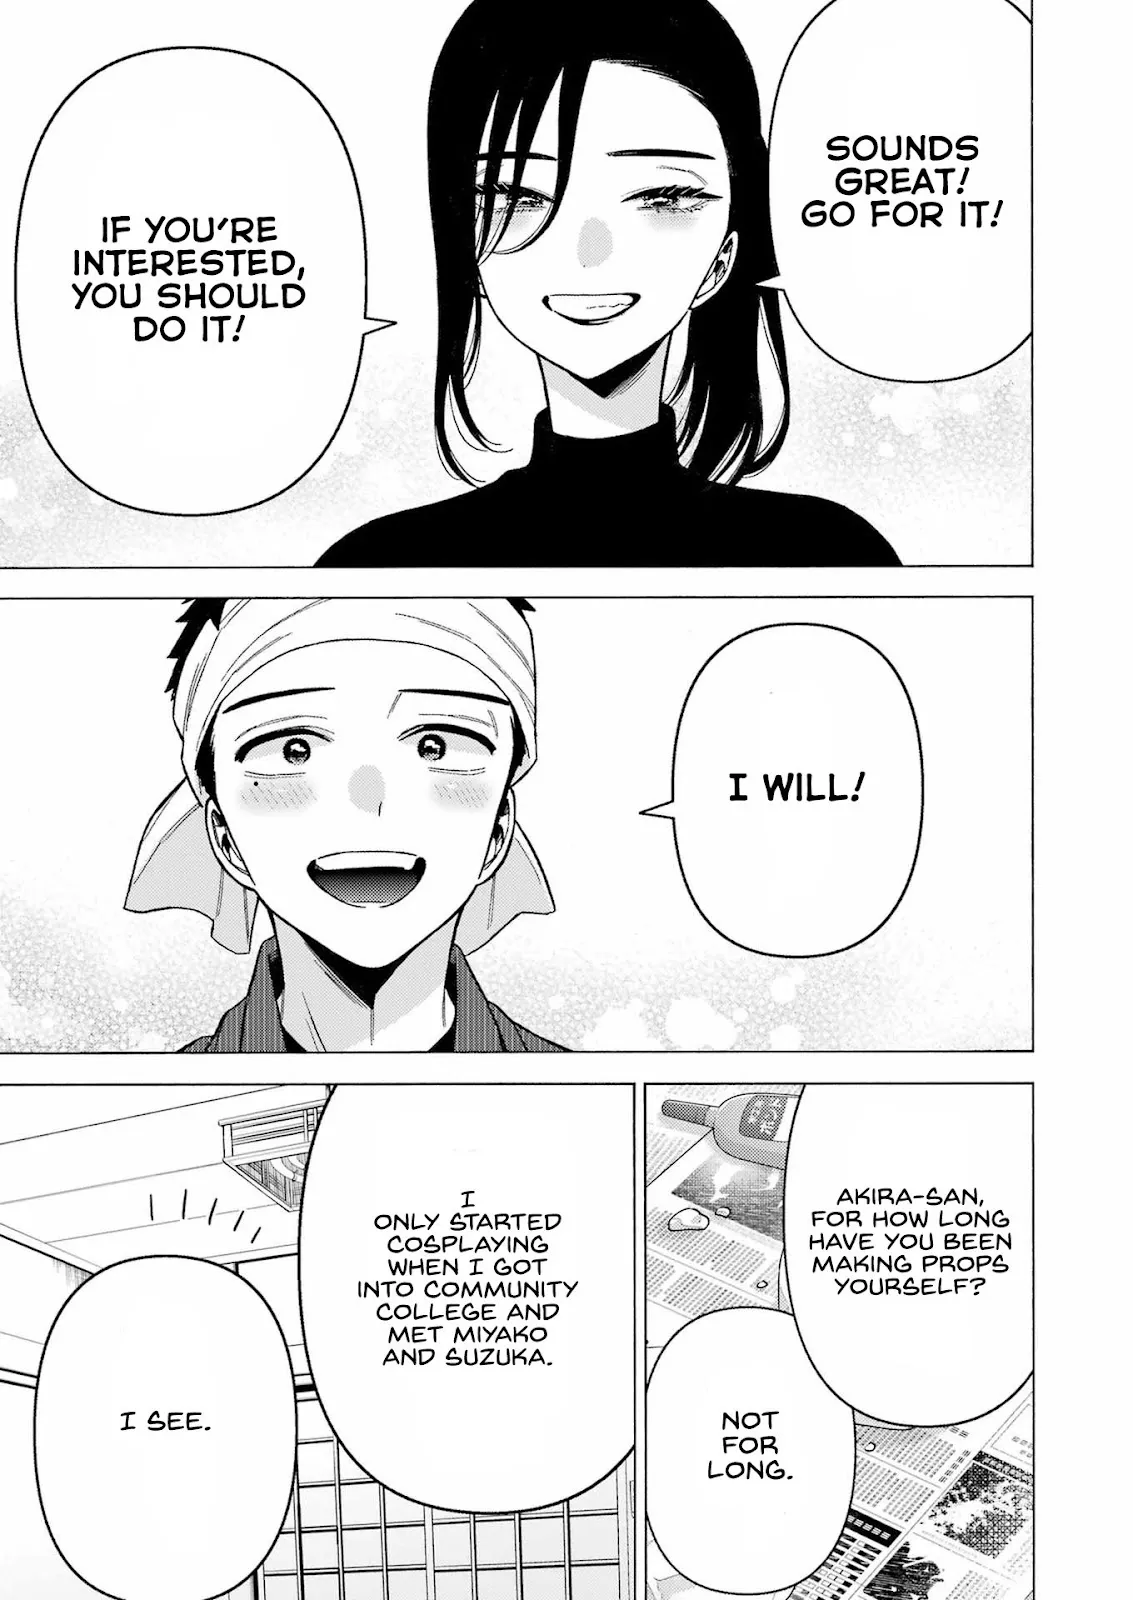 SOUNDS
GREAT!
GO FOR IT!
IF YOU'RE
INTERESTED,
YOU SHOULD
DO IT!
I WILL!
AKIRA-SAN,
FOR HOW LONG
HAVE YOU BEEN
MAKING PROPS
YOURSELF?
NOT
FOR
LONG.
I
ONLY STARTED
COSPLAYING
WHEN I GOT
INTO COMMUNITY
COLLEGE AND
MET MIYAKO
AND SUZUKA.
I SEE.